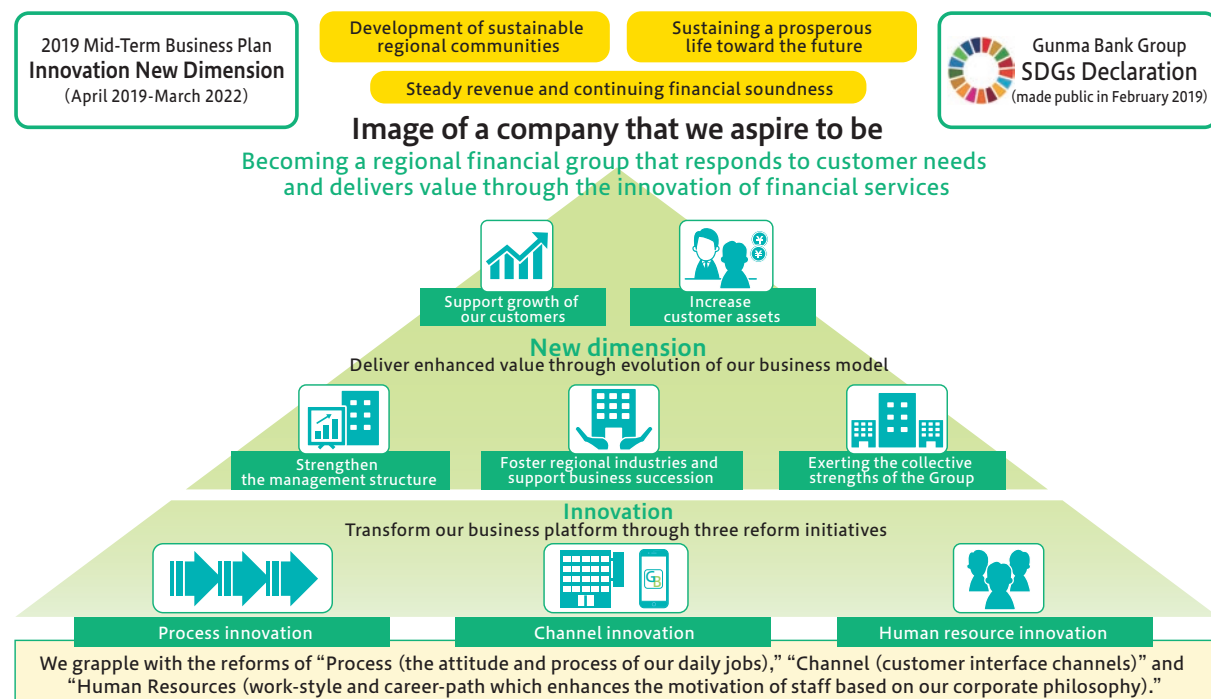 2019 Mid-Term Business Plan
Innovation New Dimension
(April 2019-March 2022)
Development of sustainable
regional communities
Sustaining a prosperous
life toward the future
Steady revenue and continuing financial soundness
Gunma Bank Group
SDGs Declaration
(made public in February 2019)
Image of a company that we aspire to be
Becoming a regional financial group that responds to customer needs
and delivers value through the innovation of financial services
¥
¥
Support growth of
our customers
Increase
customer assets
New dimension
Deliver enhanced value through evolution of our business model
Strengthen
the management structure
Foster regional industries and
support business succession
Exerting the collective
strengths of the Group
Innovation
Transform our business platform through three reform initiatives
GB
Process innovation
Channel innovation
Human resource innovation
We grapple with the reforms of “Process (the attitude and process of our daily jobs),” “Channel (customer interface channels)” and
“Human Resources (work-style and career-path which enhances the motivation of staff based on our corporate philosophy).”